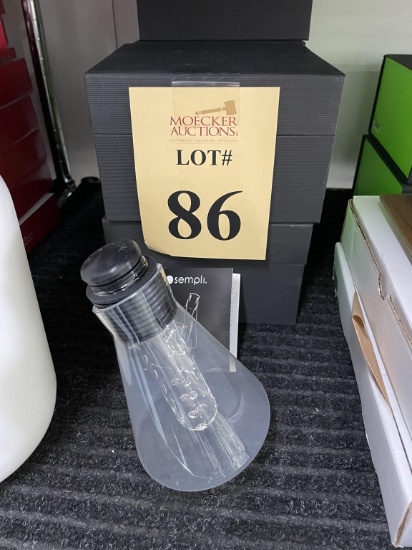 MOECKER
AUCTIONS
LOT#
86
sempli.